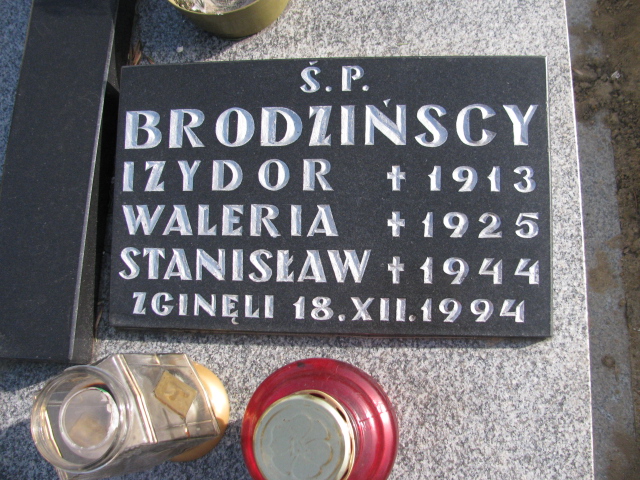 Ś.P.
BRODZIŃSCY
IZYDOR ✝ 1913
WALERIA ✝ 1925
STANISŁAW ✝ 1944
ZGINĘLI 18.XII.1994